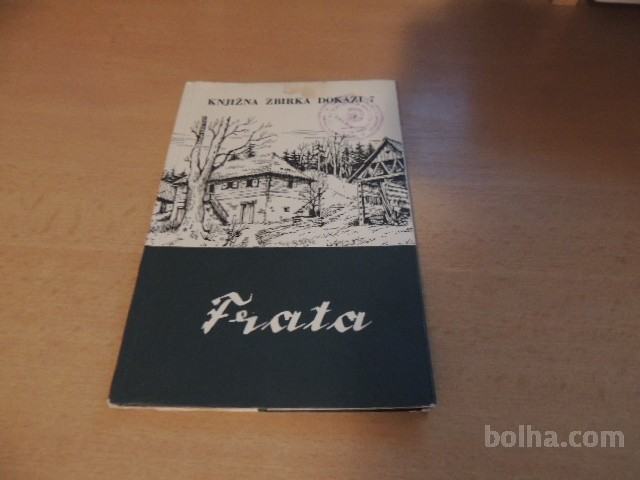 KNJIŽNA ZBIRKA DOKAZI 7
Frata
bolha.com